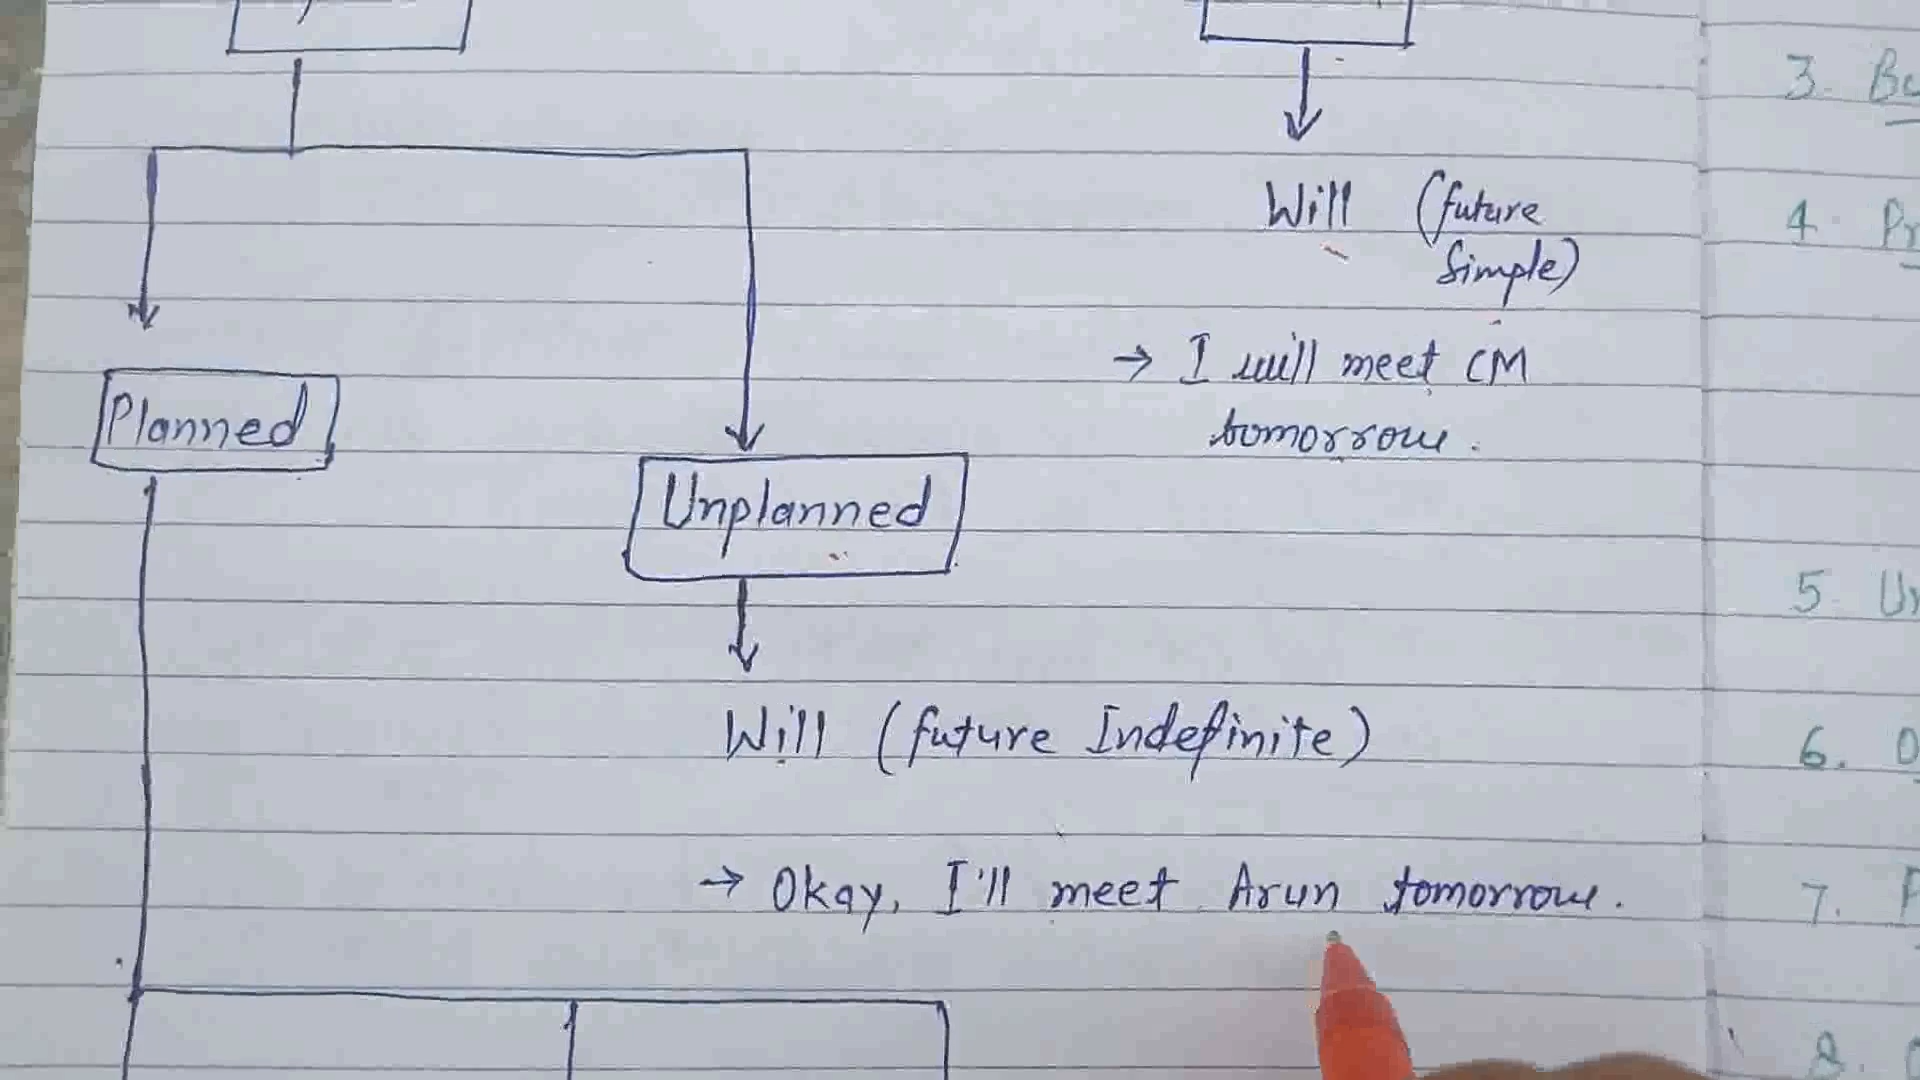 Will (future
Simple)
→ I will meet CM
tomorrow.
Planned
Unplanned
Will (future Indefinite)
→ Okay, I'll meet Arun tomorrow.
3.
4.
5
6.
7.
8.